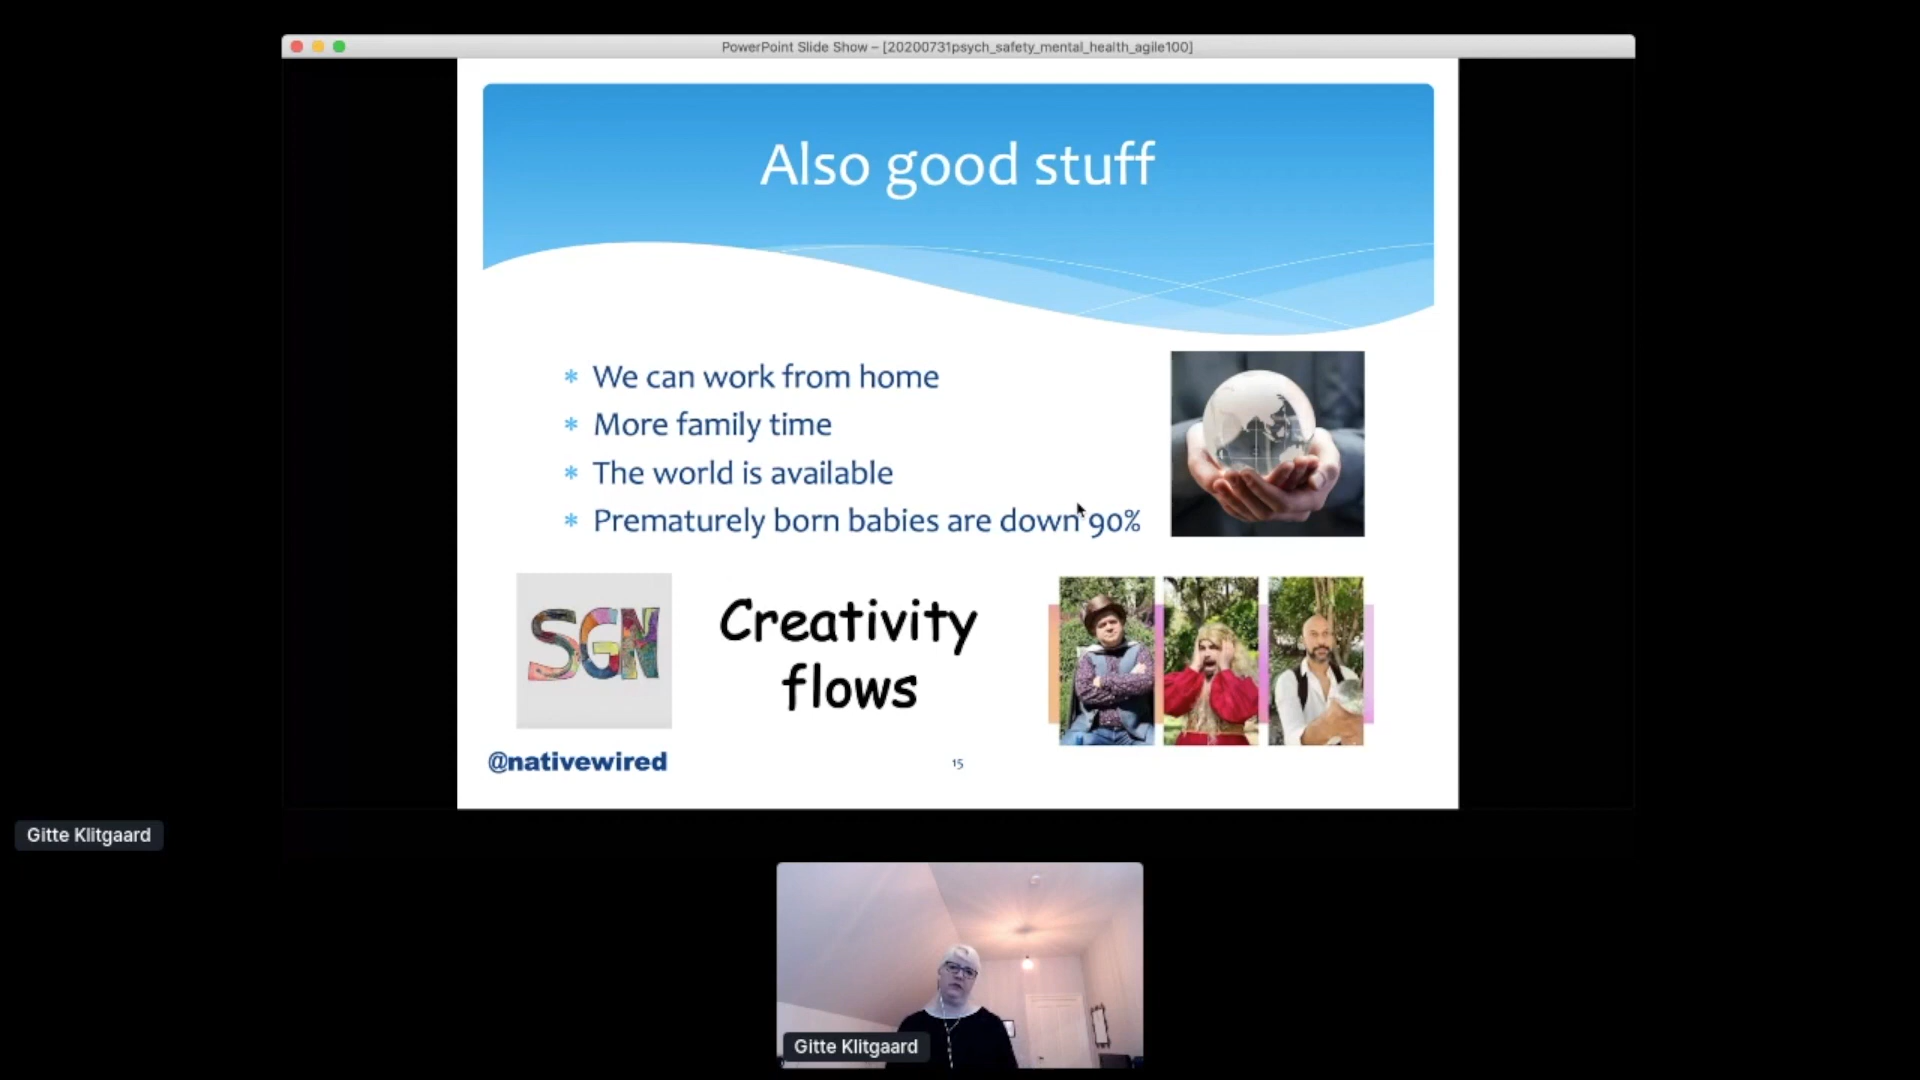 PowerPoint Slide Show – [20200731psych_safety_mental_health_agile100]
Also good stuff
* We can work from home
* More family time
* The world is available
* Prematurely born babies are down 90%
SGN
Creativity
flows
@nativewired
15
Gitte Klitgaard
Gitte Klitgaard